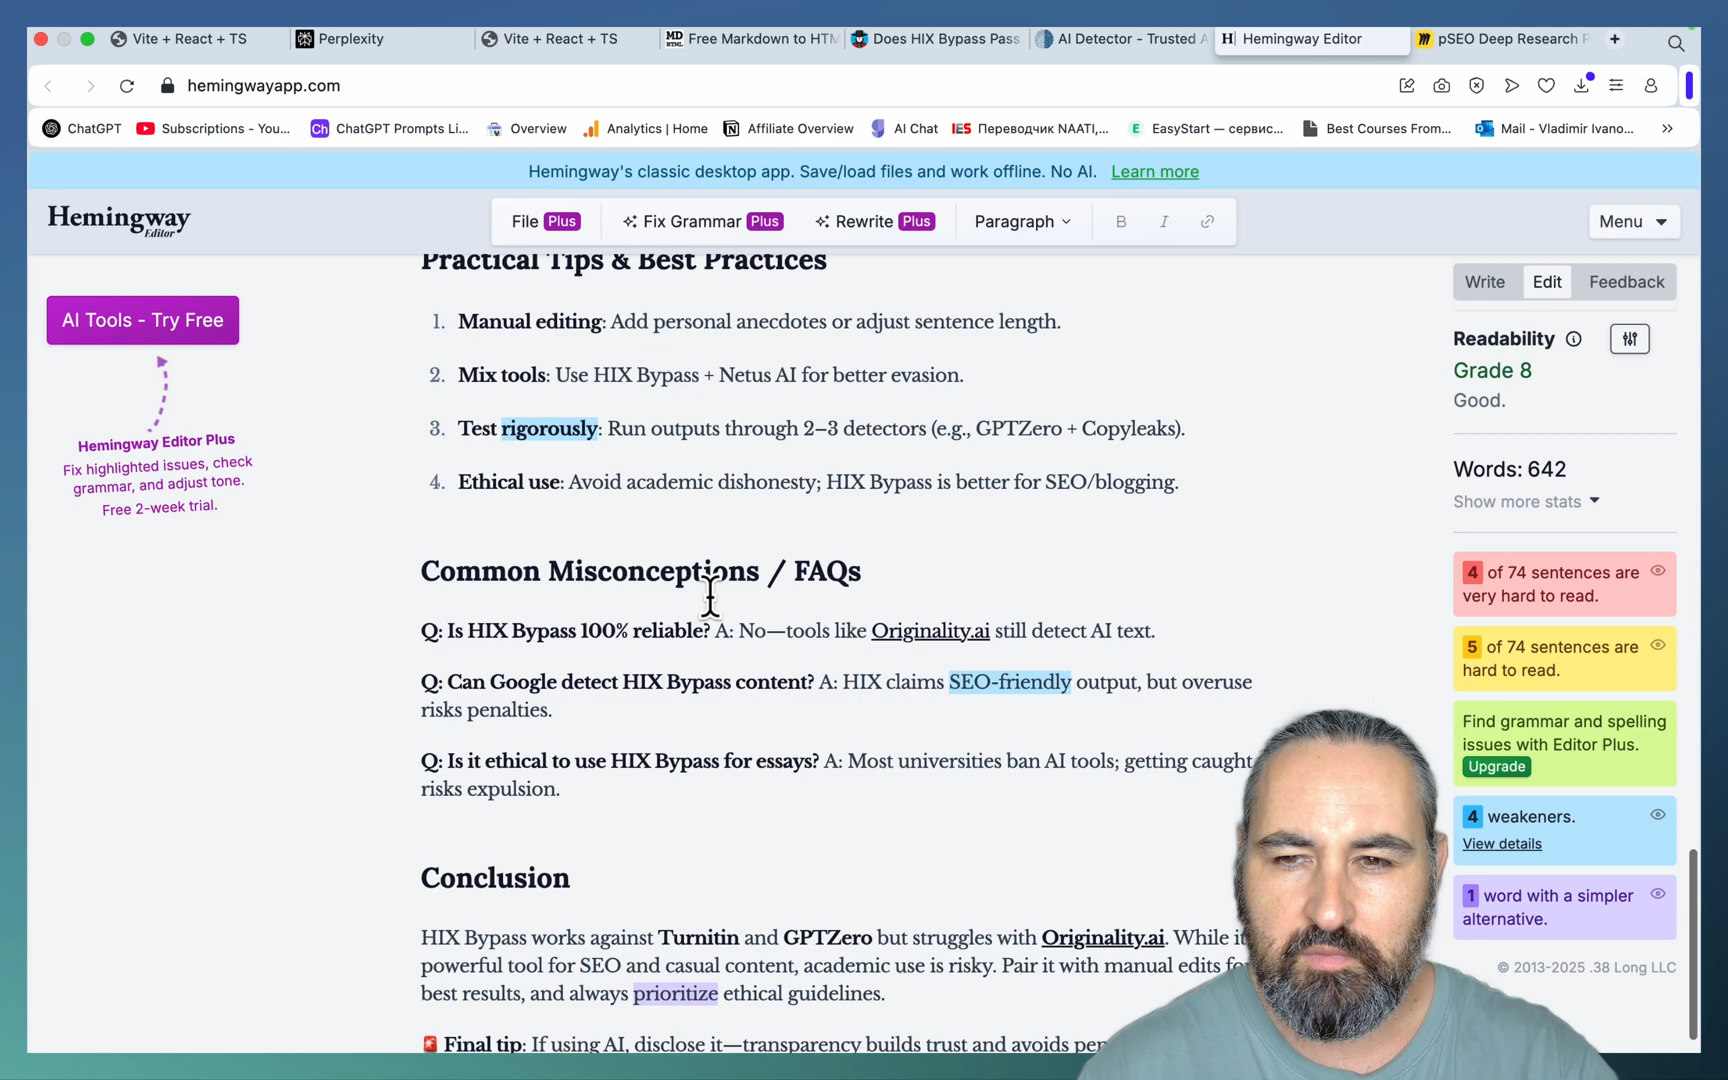 Vite + React + TS
Perplexity
Vite + React + TS
MD HTML
Free Markdown to HTM
Does HIX Bypass Pass
AI Detector - Trusted A
H Hemingway Editor
pSEO Deep Research P
hemingwayapp.com
ChatGPT
Subscriptions - You...
Ch ChatGPT Prompts Li...
Overview
Analytics | Home
Affiliate Overview
AI Chat
IES Переводчик NAATI,...
E EasyStart — сервис...
Best Courses From...
Mail - Vladimir Ivano...
Hemingway's classic desktop app. Save/load files and work offline. No AI. Learn more
Hemingway
Editor
File Plus
Fix Grammar Plus
Rewrite Plus
Paragraph
B I
Menu
AI Tools - Try Free
Hemingway Editor Plus
Fix highlighted issues, check
grammar, and adjust tone.
Free 2-week trial.
Practical Tips & Best Practices
1. Manual editing: Add personal anecdotes or adjust sentence length.
2. Mix tools: Use HIX Bypass + Netus AI for better evasion.
3. Test rigorously: Run outputs through 2–3 detectors (e.g., GPTZero + Copyleaks).
4. Ethical use: Avoid academic dishonesty; HIX Bypass is better for SEO/blogging.
Common Misconceptions / FAQs
Q: Is HIX Bypass 100% reliable? A: No—tools like Originality.ai still detect AI text.
Q: Can Google detect HIX Bypass content? A: HIX claims SEO-friendly output, but overuse
risks penalties.
Q: Is it ethical to use HIX Bypass for essays? A: Most universities ban AI tools; getting caught
risks expulsion.
Conclusion
HIX Bypass works against Turnitin and GPTZero but struggles with Originality.ai. While it
powerful tool for SEO and casual content, academic use is risky. Pair it with manual edits fo
best results, and always prioritize ethical guidelines.
Final tip: If using AI, disclose it—transparency builds trust and avoids pen
Write
Edit
Feedback
Readability
Grade 8
Good.
Words: 642
Show more stats
4 of 74 sentences are
very hard to read.
5 of 74 sentences are
hard to read.
Find grammar and spelling
issues with Editor Plus.
Upgrade
4 weakeners.
View details
1 word with a simpler
alternative.
© 2013-2025 .38 Long LLC